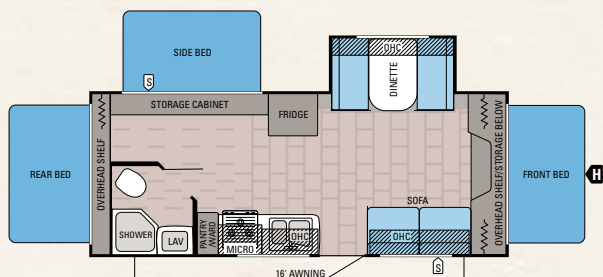 SIDE BED
S
OHC
DINETTE
STORAGE CABINET
FRIDGE
REAR BED
OVERHEAD SHELF
OVERHEAD SHELF/STORAGE BELOW
FRONT BED
H
SOFA
SHOWER
LAV
PANTRY
/WARD
MICRO
OHC
OHC
S
16' AWNING